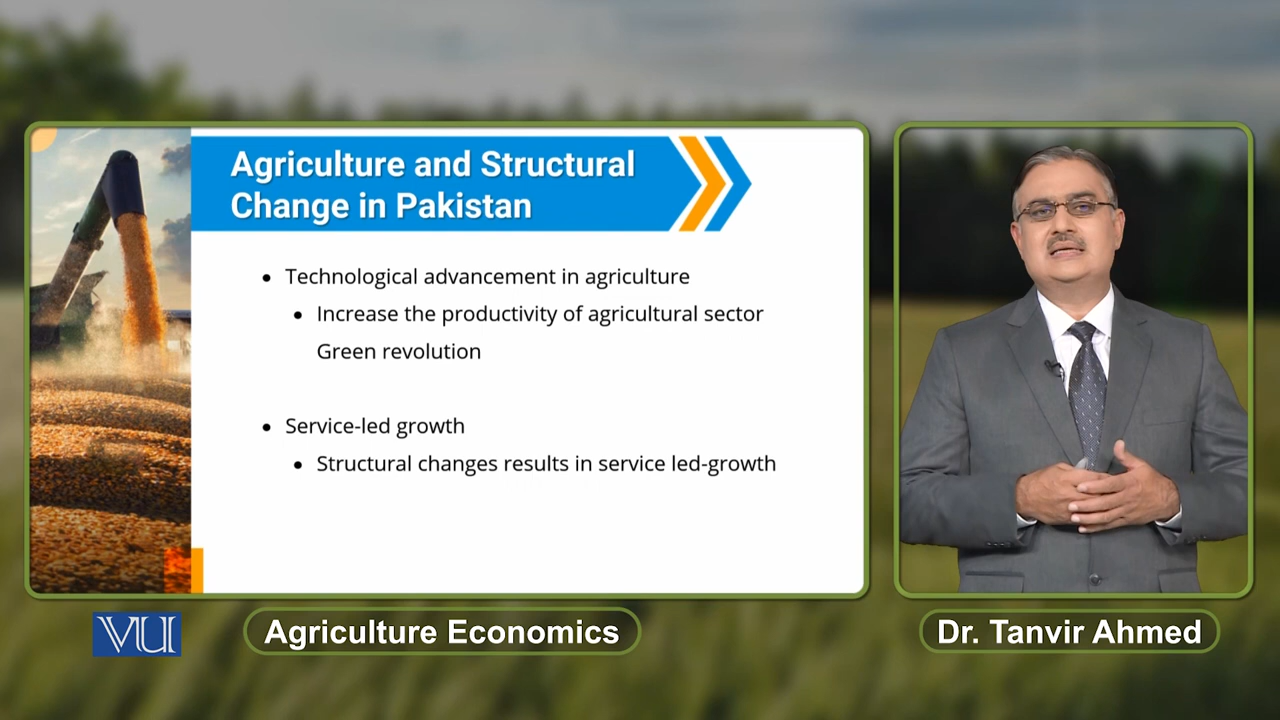 Agriculture and Structural
Change in Pakistan
• Technological advancement in agriculture
• Increase the productivity of agricultural sector
Green revolution
• Service-led growth
• Structural changes results in service led-growth
VU
Agriculture Economics
Dr. Tanvir Ahmed